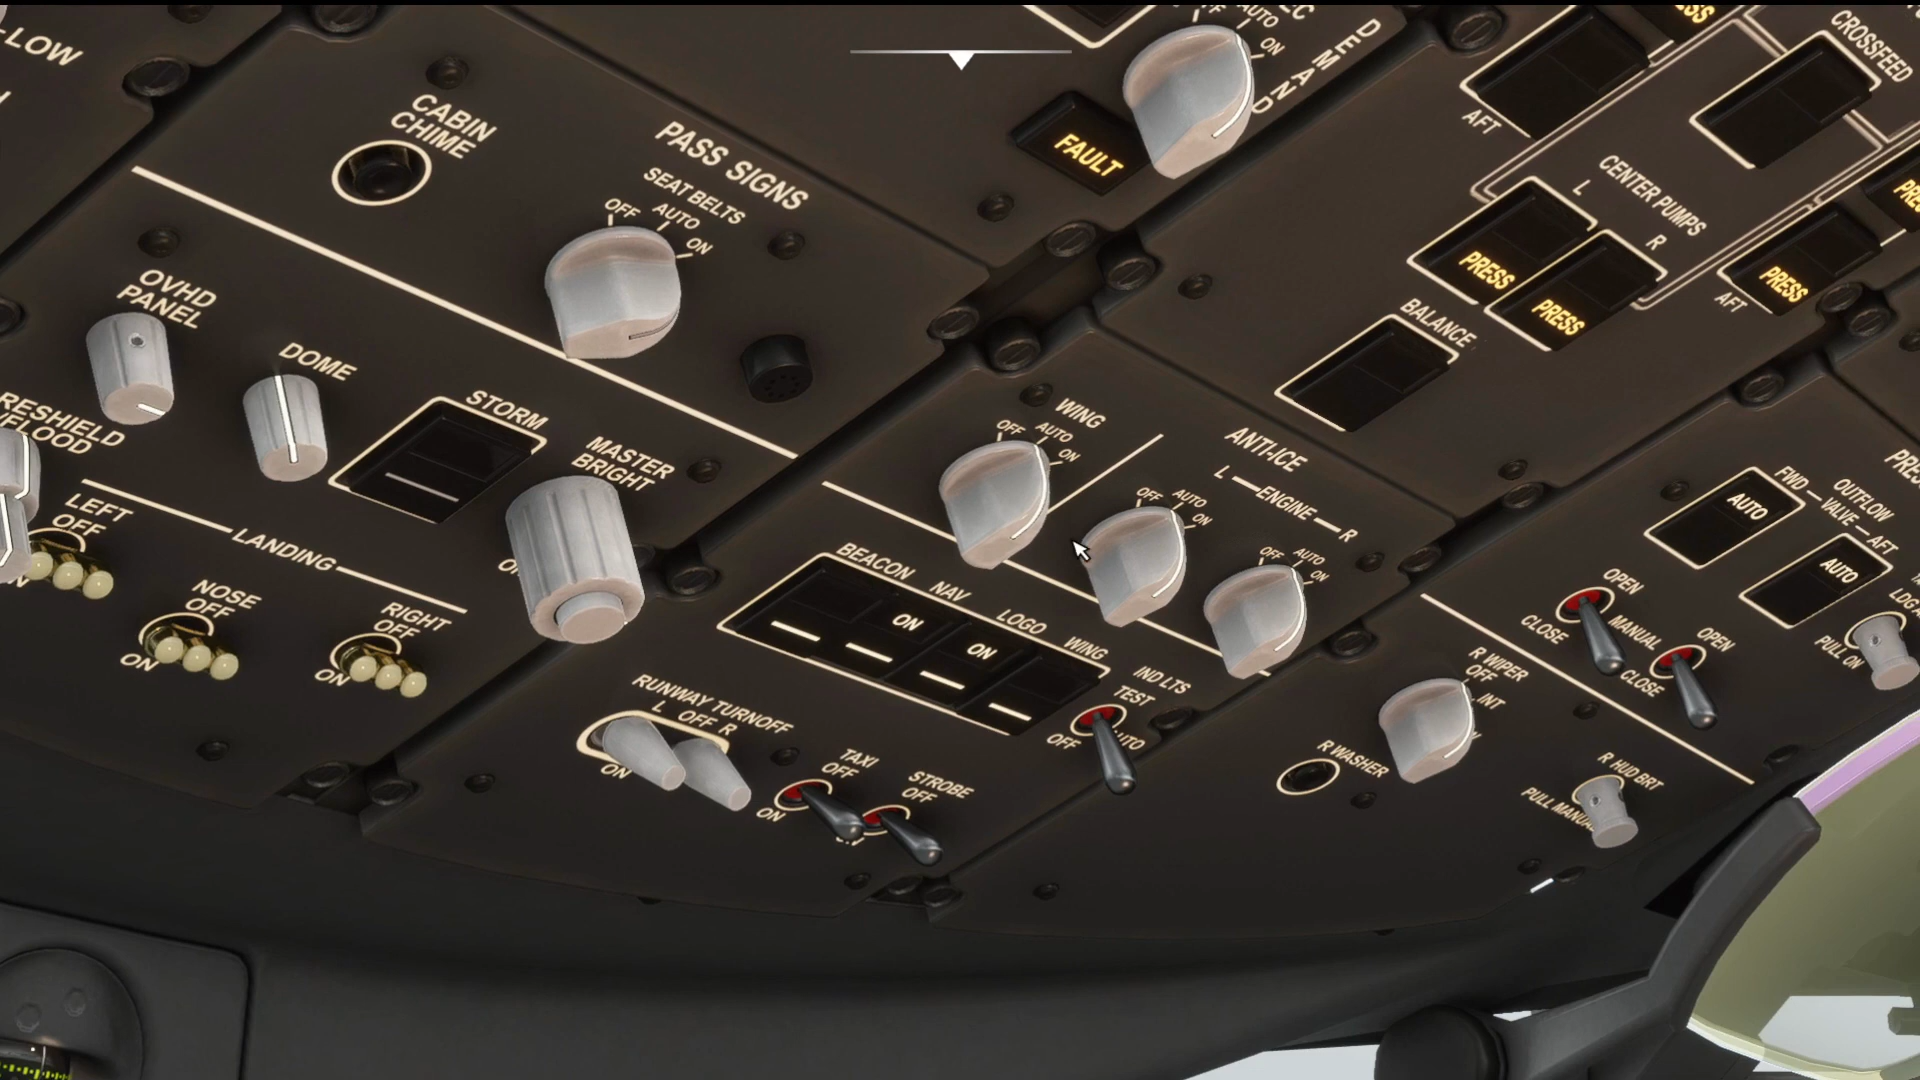 LOW
CABIN
CHIME
PASS SIGNS
SEAT BELTS
OFF
AUTO
ON
AUTO
ON
DEMAND
FAULT
AFT
CROSSFEED
CENTER PUMPS
L
R
PRESS
PRESS
PRESS
AFT
BALANCE
OVHD
PANEL
DOME
STORM
MASTER
BRIGHT
LEFT
OFF
LANDING
NOSE
OFF
ON
RIGHT
OFF
ON
WING
OFF
AUTO
ON
ANTI-ICE
L
ENGINE
R
OFF
AUTO
ON
OFF
AUTO
ON
BEACON
NAV
LOGO
WING
ON
ON
IND LTS
TEST
OFF
RUNWAY TURNOFF
L OFF R
ON
TAXI
OFF
ON
STROBE
OFF
FWD
OUTFLOW
VALVE
AFT
AUTO
AUTO
OPEN
CLOSE
MANUAL
OPEN
CLOSE
PULL ON
R WIPER
OFF
INT
R WASHER
R HUD BRT